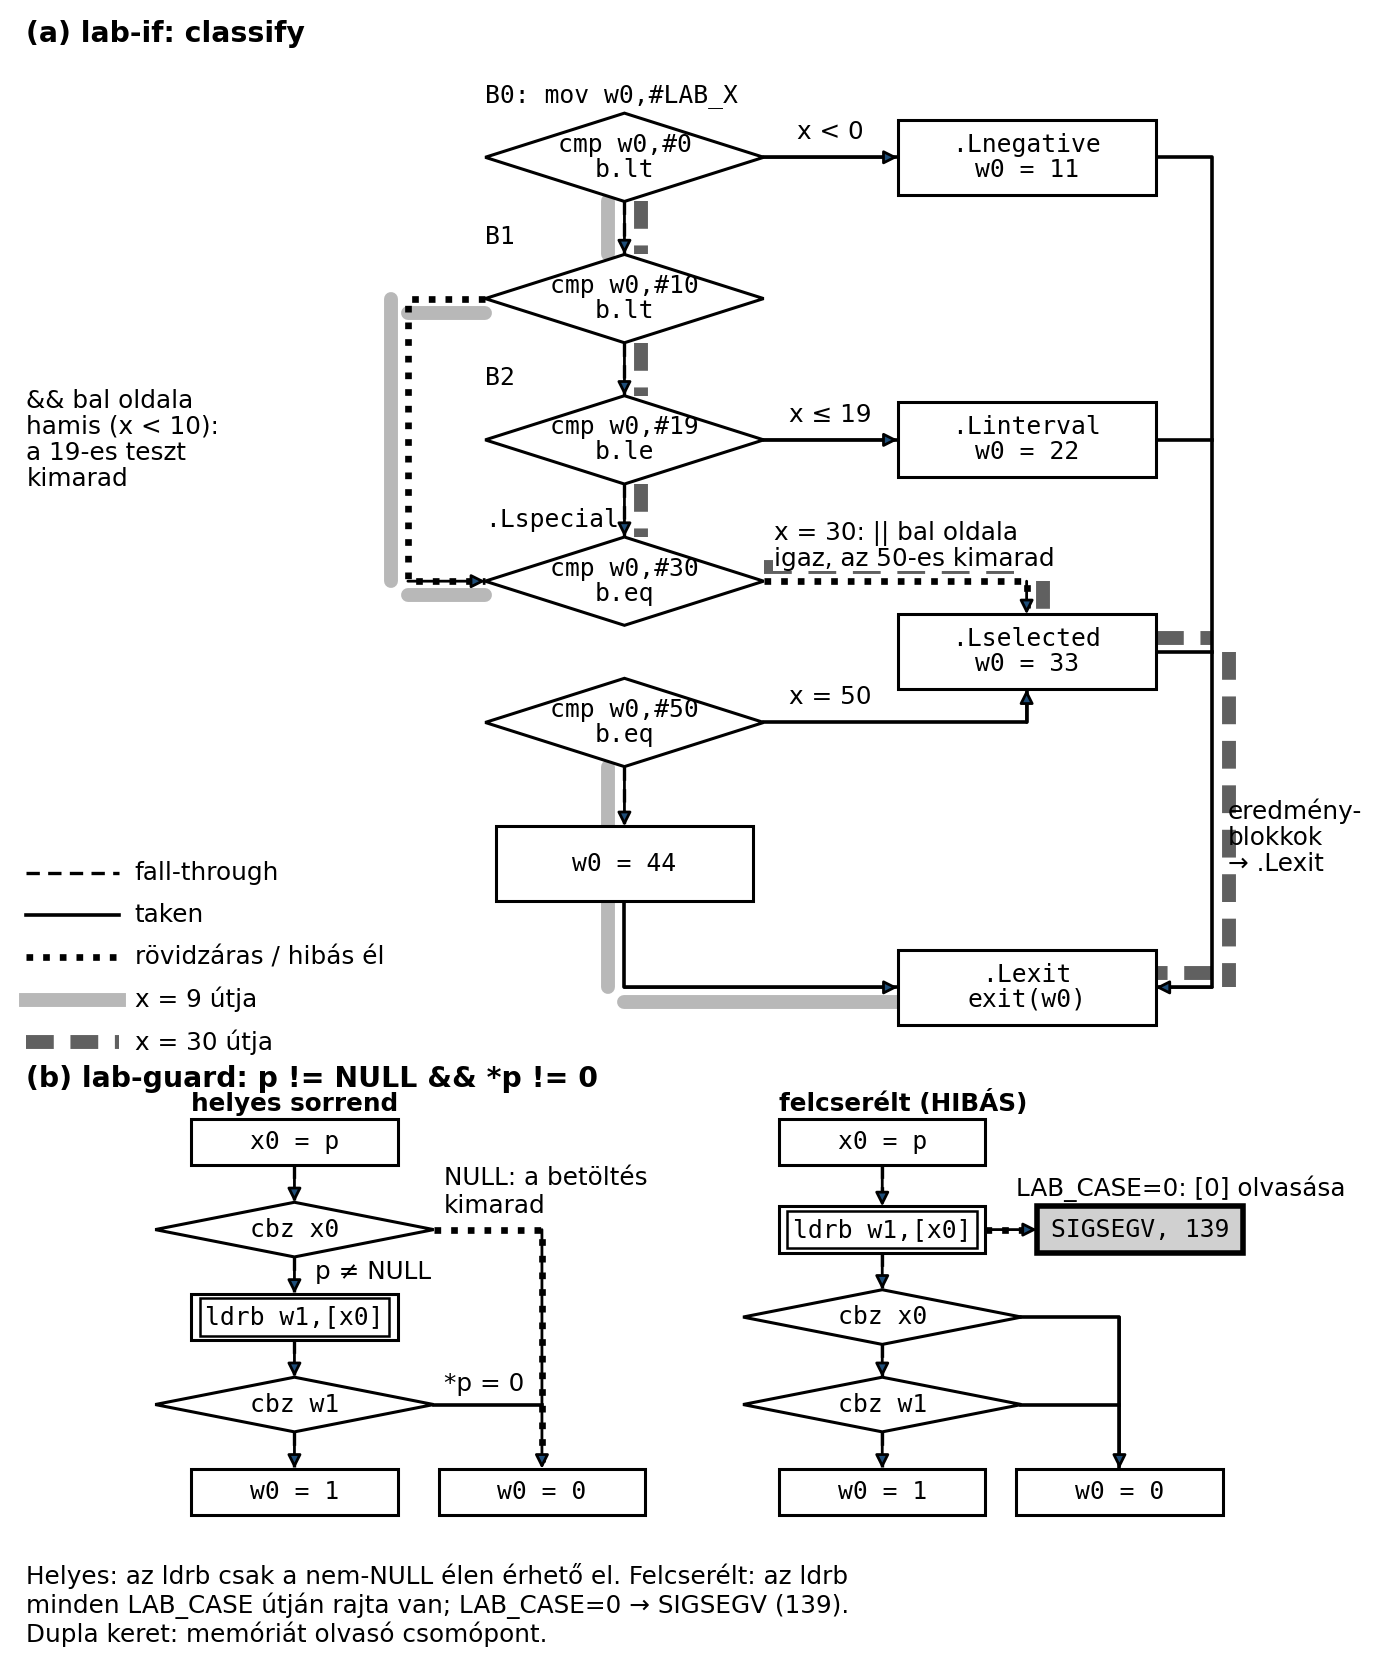 (a) lab-if: classify
B0: mov w0,#LAB_X
cmp w0,#0
b.lt
x < 0
.Lnegative
w0 = 11
B1
cmp w0,#10
b.lt
&& bal oldala
hamis (x < 10):
a 19-es teszt
kimarad
B2
cmp w0,#19
b.le
x ≤ 19
.Linterval
w0 = 22
.Lspecial
cmp w0,#30
b.eq
x = 30: || bal oldala
igaz, az 50-es kimarad
.Lselected
w0 = 33
cmp w0,#50
b.eq
x = 50
w0 = 44
eredmény-
blokkok
→ .Lexit
.Lexit
exit(w0)
fall-through
taken
rövidzáras / hibás él
x = 9 útja
x = 30 útja
(b) lab-guard: p != NULL && *p != 0
helyes sorrend
x0 = p
NULL: a betöltés
kimarad
cbz x0
p ≠ NULL
ldrb w1,[x0]
*p = 0
cbz w1
w0 = 1
w0 = 0
felcserélt (HIBÁS)
x0 = p
LAB_CASE=0: [0] olvasása
ldrb w1,[x0]
SIGSEGV, 139
cbz x0
cbz w1
w0 = 1
w0 = 0
Helyes: az ldrb csak a nem-NULL élen érhető el. Felcserélt: az ldrb
minden LAB_CASE útján rajta van; LAB_CASE=0 → SIGSEGV (139).
Dupla keret: memóriát olvasó csomópont.